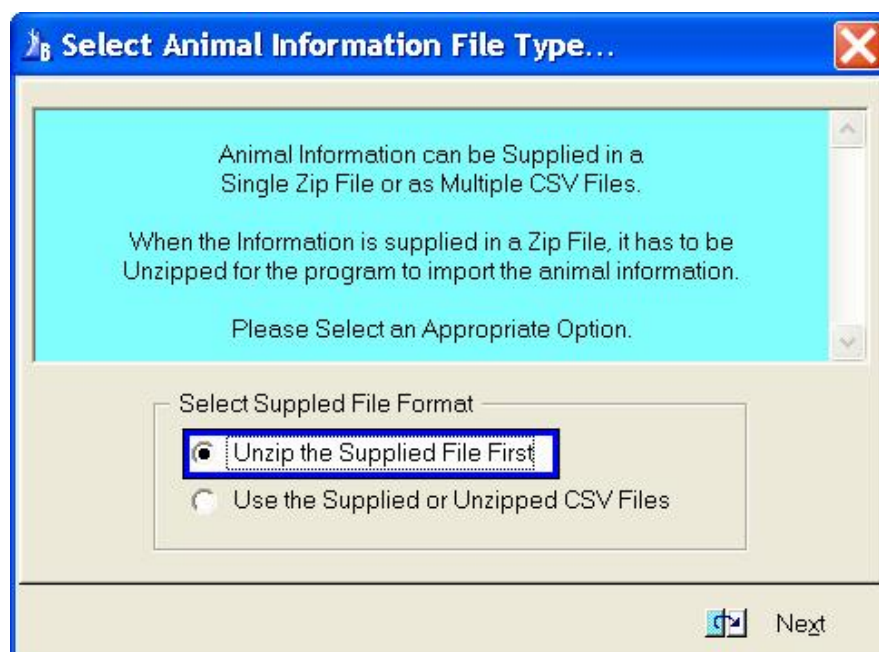 Select Animal Information File Type...
Animal Information can be Supplied in a
Single Zip File or as Multiple CSV Files.
When the Information is supplied in a Zip File, it has to be
Unzipped for the program to import the animal information.
Please Select an Appropriate Option.
Select Suppled File Format
Unzip the Supplied File First
Use the Supplied or Unzipped CSV Files
Next